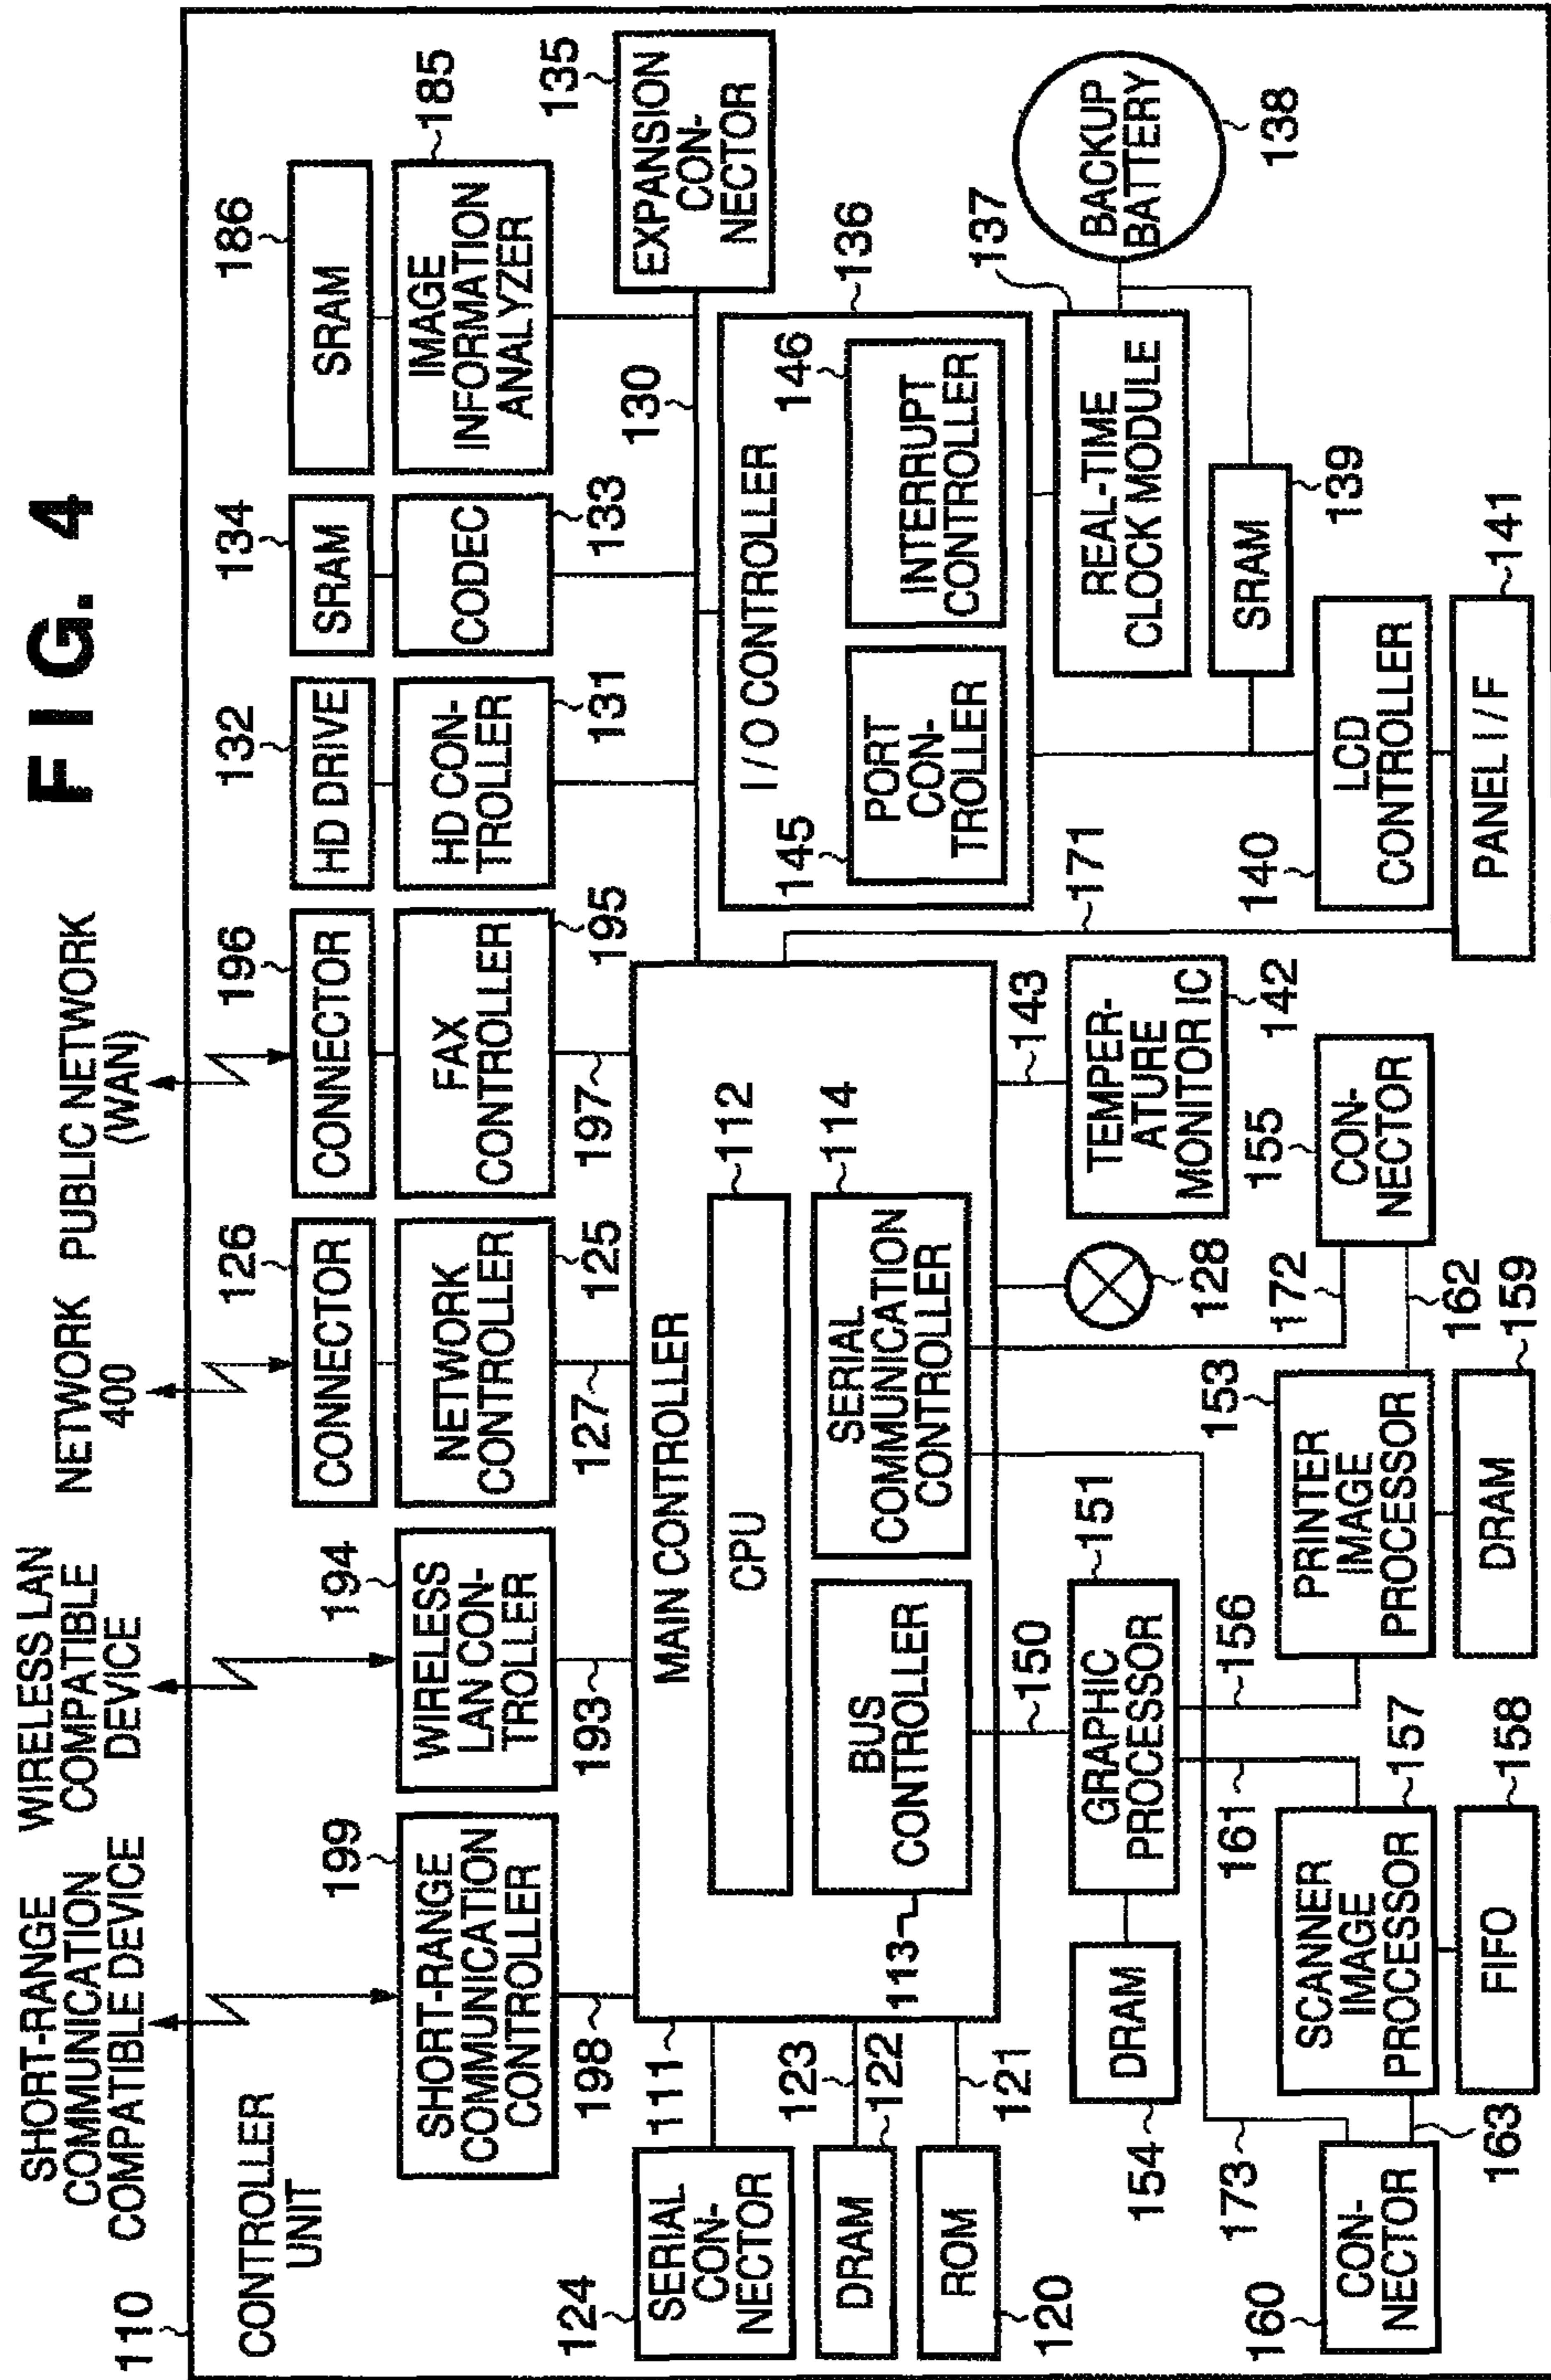 FIG. 4
SHORT-RANGE
COMMUNICATION
COMPATIBLE DEVICE
WIRELESS LAN
COMPATIBLE
DEVICE
NETWORK
400
PUBLIC NETWORK
(WAN)
110
CONTROLLER
UNIT
199
SHORT-RANGE
COMMUNICATION
CONTROLLER
198
194
WIRELESS
LAN CON-
TROLLER
193
126
CONNECTOR
NETWORK
CONTROLLER
125
127
196
CONNECTOR
FAX
CONTROLLER
195
197
132
HD DRIVE
HD CON-
TROLLER
131
134
SRAM
CODEC
133
186
SRAM
IMAGE
INFORMATION
ANALYZER
185
130
EXPANSION
CON-
NECTOR
135
124
SERIAL
CON-
NECTOR
111
123
DRAM
122
ROM
121
120
MAIN CONTROLLER
CPU
112
BUS
CONTROLLER
113
SERIAL
COMMUNICATION
CONTROLLER
114
I/O CONTROLLER
136
145
PORT
CON-
TROLLER
146
INTERRUPT
CONTROLLER
137
REAL-TIME
CLOCK MODULE
BACKUP
BATTERY
138
SRAM
139
171
140
LCD
CONTROLLER
PANEL I/F
141
143
TEMPER-
ATURE
MONITOR IC
142
128
150
GRAPHIC
PROCESSOR
151
DRAM
154
161
156
172
155
CON-
NECTOR
162
153
PRINTER
IMAGE
PROCESSOR
DRAM
159
SCANNER
IMAGE
PROCESSOR
157
FIFO
158
173
160
CON-
NECTOR
163